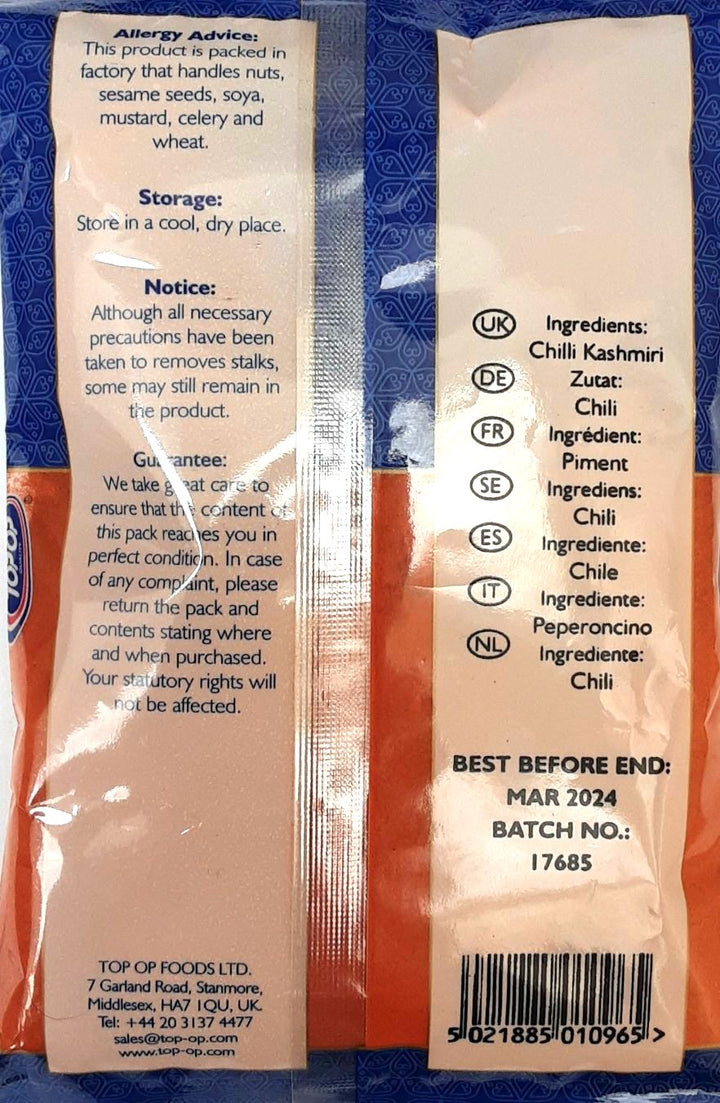 Allergy Advice:
This product is packed in
factory that handles nuts,
sesame seeds, soya,
mustard, celery and
wheat.
Storage:
Store in a cool, dry place.
Notice:
Although all necessary
precautions have been
taken to removes stalks,
some may still remain in
the product.
Guarantee:
We take great care to
ensure that the content of
this pack reaches you in
perfect condition. In case
of any complaint, please
return the pack and
contents stating where
and when purchased.
Your statutory rights will
not be affected.
TOP OP FOODS LTD.
7 Garland Road, Stanmore,
Middlesex, HA7 1QU, UK.
Tel: +44 20 3137 4477
sales@top-op.com
www.top-op.com
TOPOP
UK Ingredients:
Chilli Kashmiri
DE Zutat:
Chili
FR Ingrédient:
Piment
SE Ingrediens:
Chili
ES Ingrediente:
Chile
IT Ingrediente:
Peperoncino
NL Ingrediente:
Chili
BEST BEFORE END:
MAR 2024
BATCH NO.:
17685
5 021885 010965 >